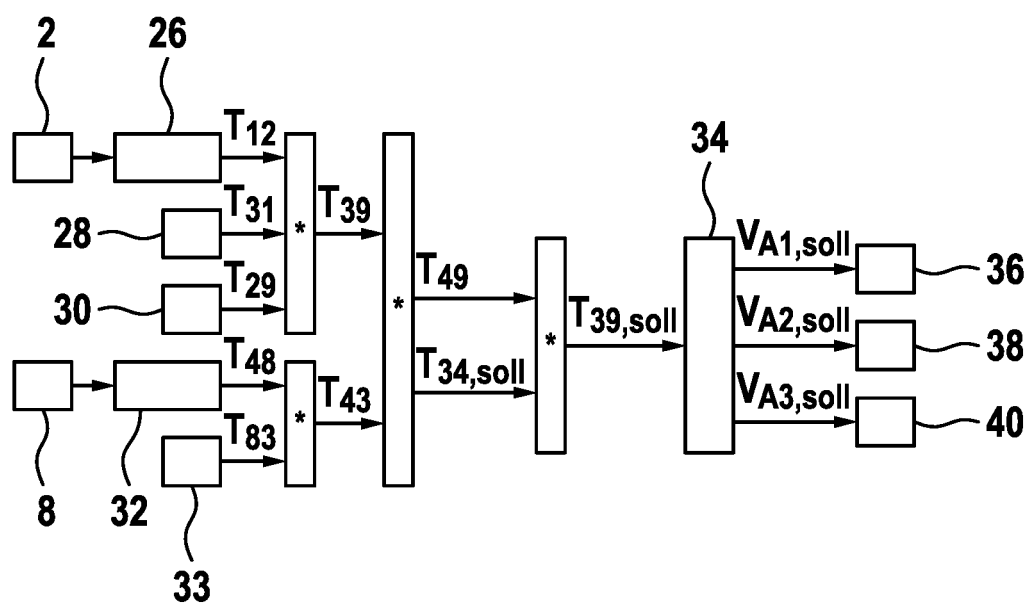 2 26
T12
34
T31 T39 VA1,soll
28 * 36
T29 T49
30 * T39,soll VA2,soll
* 38
T48 T34,soll
T43 VA3,soll
* 40
T83
8 32
33